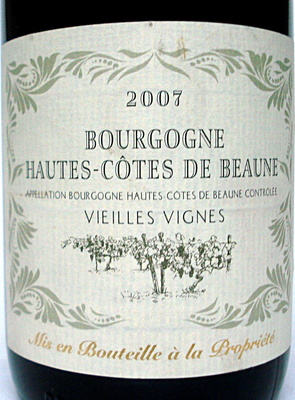 2007
BOURGOGNE
HAUTES-CÔTES DE BEAUNE
APPELLATION BOURGOGNE HAUTES-CÔTES DE BEAUNE CONTRÔLÉE
VIEILLES VIGNES
Mis en Bouteille à la Propriété